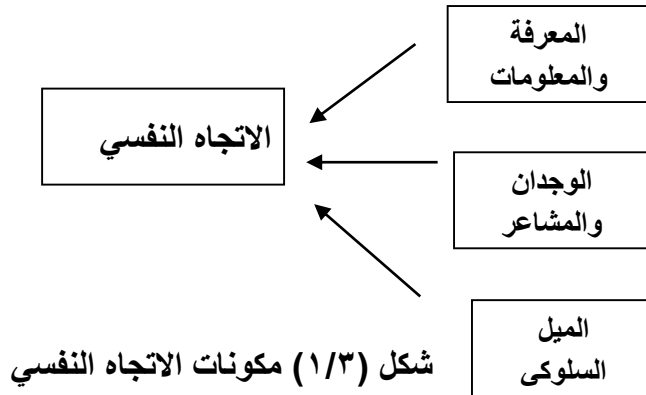 المعرفة
والمعلومات
الاتجاه النفسي
الوجدان
والمشاعر
الميل
السلوكى
شكل (١/٣) مكونات الاتجاه النفسي